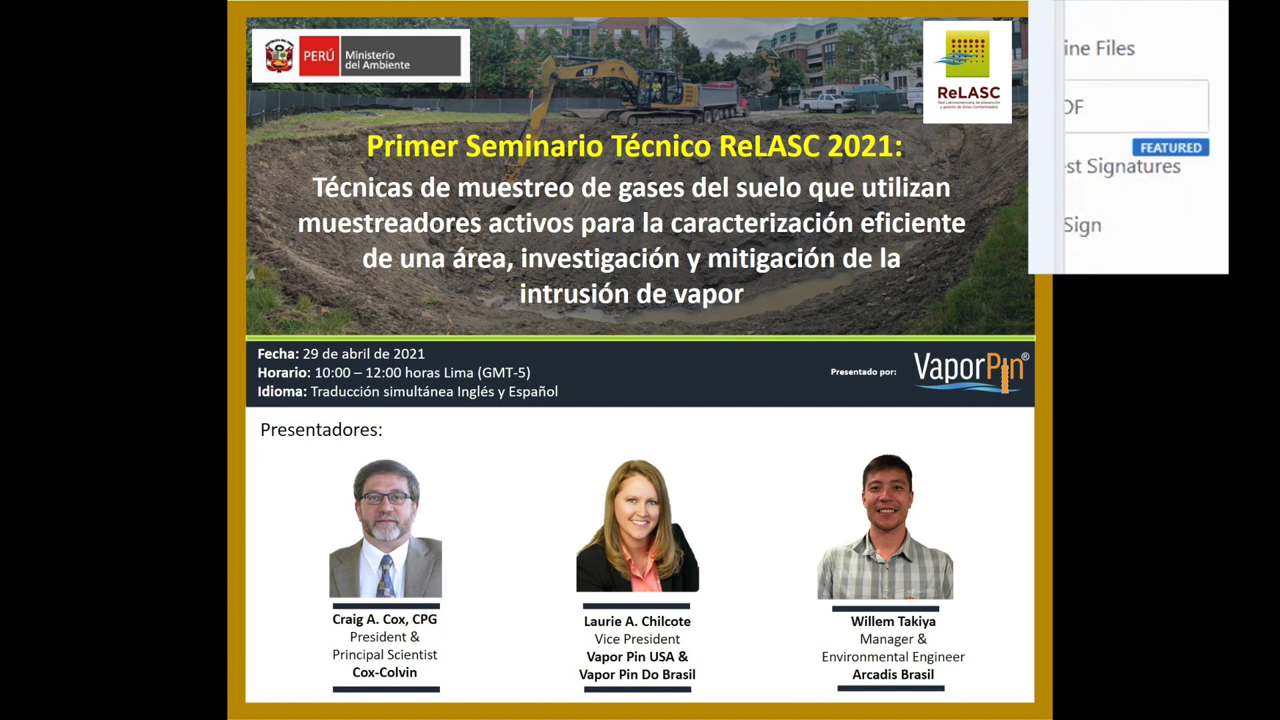 PERÚ
Ministerio
del Ambiente
ReLASC
Primer Seminario Técnico ReLASC 2021:
Técnicas de muestreo de gases del suelo que utilizan
muestreadores activos para la caracterización eficiente
de una área, investigación y mitigación de la
intrusión de vapor
ine Files
DF
FEATURED
st Signatures
Sign
Fecha: 29 de abril de 2021
Horario: 10:00 – 12:00 horas Lima (GMT-5)
Idioma: Traducción simultánea Inglés y Español
Presentado por:
VaporPin®
Presentadores:
Craig A. Cox, CPG
President &
Principal Scientist
Cox-Colvin
Laurie A. Chilcote
Vice President
Vapor Pin USA &
Vapor Pin Do Brasil
Willem Takiya
Manager &
Environmental Engineer
Arcadis Brasil